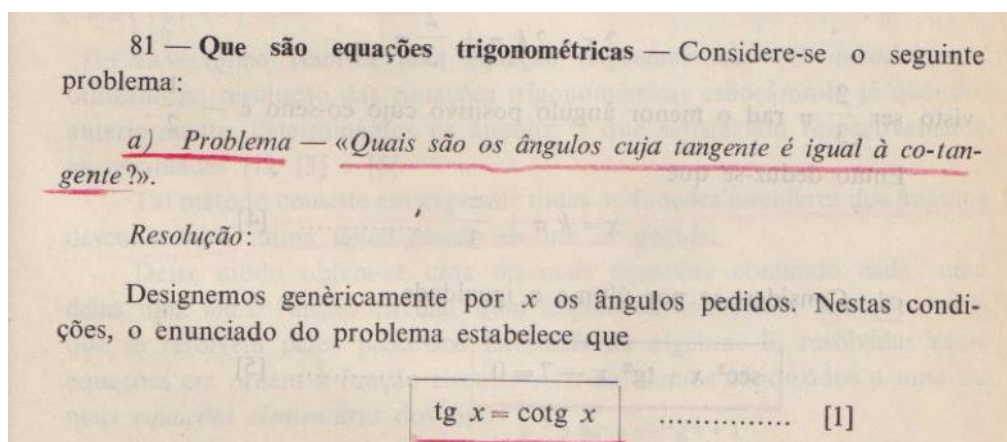 81 — Que são equações trigonométricas — Considere-se o seguinte
problema:
a) Problema — «Quais são os ângulos cuja tangente é igual à co-tan-
gente?».
Resolução:
Designemos genèricamente por x os ângulos pedidos. Nestas condi-
ções, o enunciado do problema estabelece que
tg x = cotg x ............... [1]